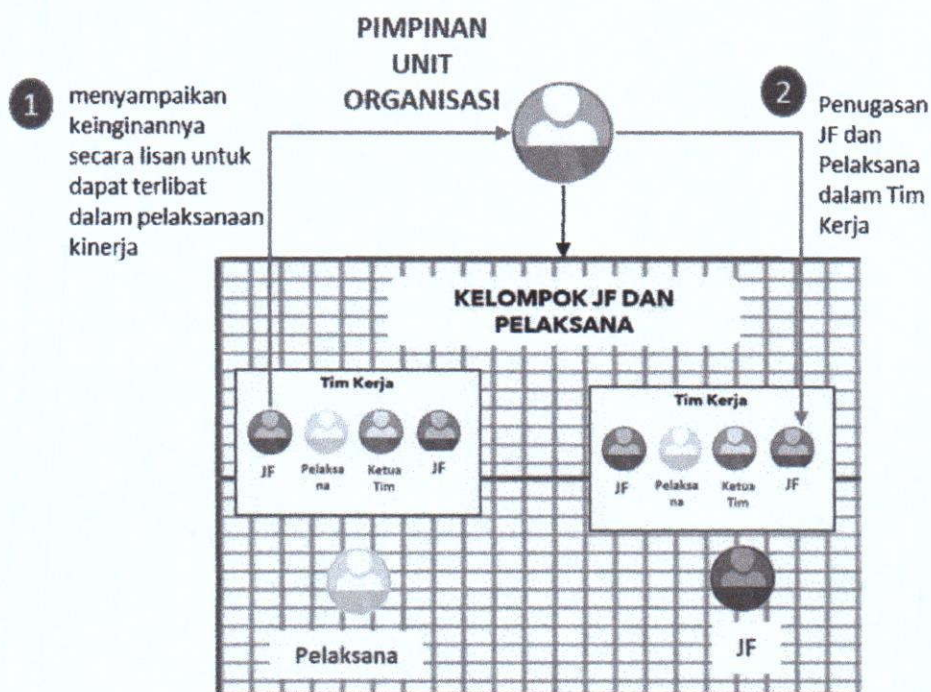 PIMPINAN
UNIT
ORGANISASI
1
menyampaikan
keinginannya
secara lisan untuk
dapat terlibat
dalam pelaksanaan
kinerja
2
Penugasan
JF dan
Pelaksana
dalam Tim
Kerja
KELOMPOK JF DAN
PELAKSANA
Tim Kerja
JF
Pelaksa
na
Ketua
Tim
JF
Tim Kerja
JF
Pelaksa
na
Ketua
Tim
JF
Pelaksana
JF